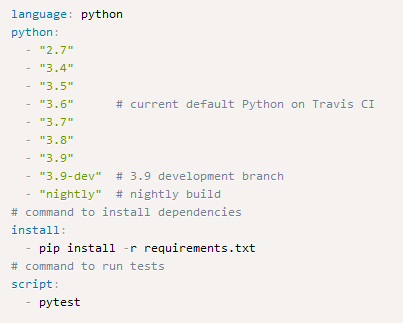 language: python
python:
  - "2.7"
  - "3.4"
  - "3.5"
  - "3.6"      # current default Python on Travis CI
  - "3.7"
  - "3.8"
  - "3.9"
  - "3.9-dev"  # 3.9 development branch
  - "nightly"  # nightly build
# command to install dependencies
install:
  - pip install -r requirements.txt
# command to run tests
script:
  - pytest